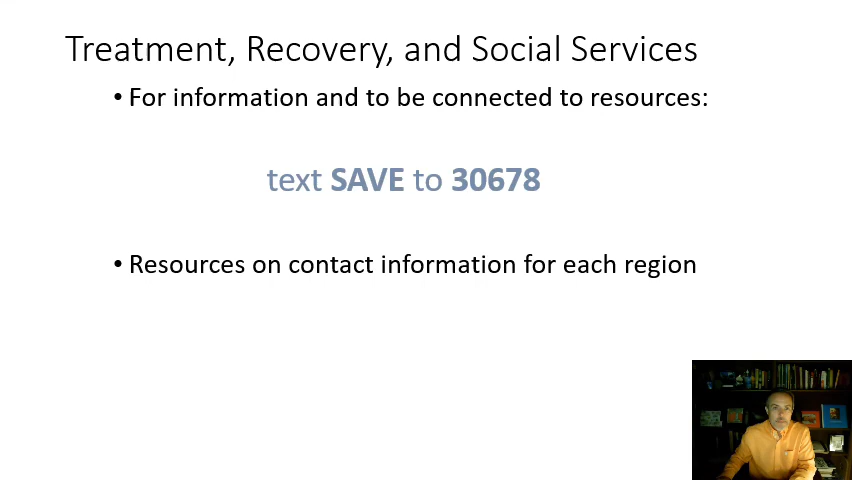 Treatment, Recovery, and Social Services
• For information and to be connected to resources:
text SAVE to 30678
• Resources on contact information for each region